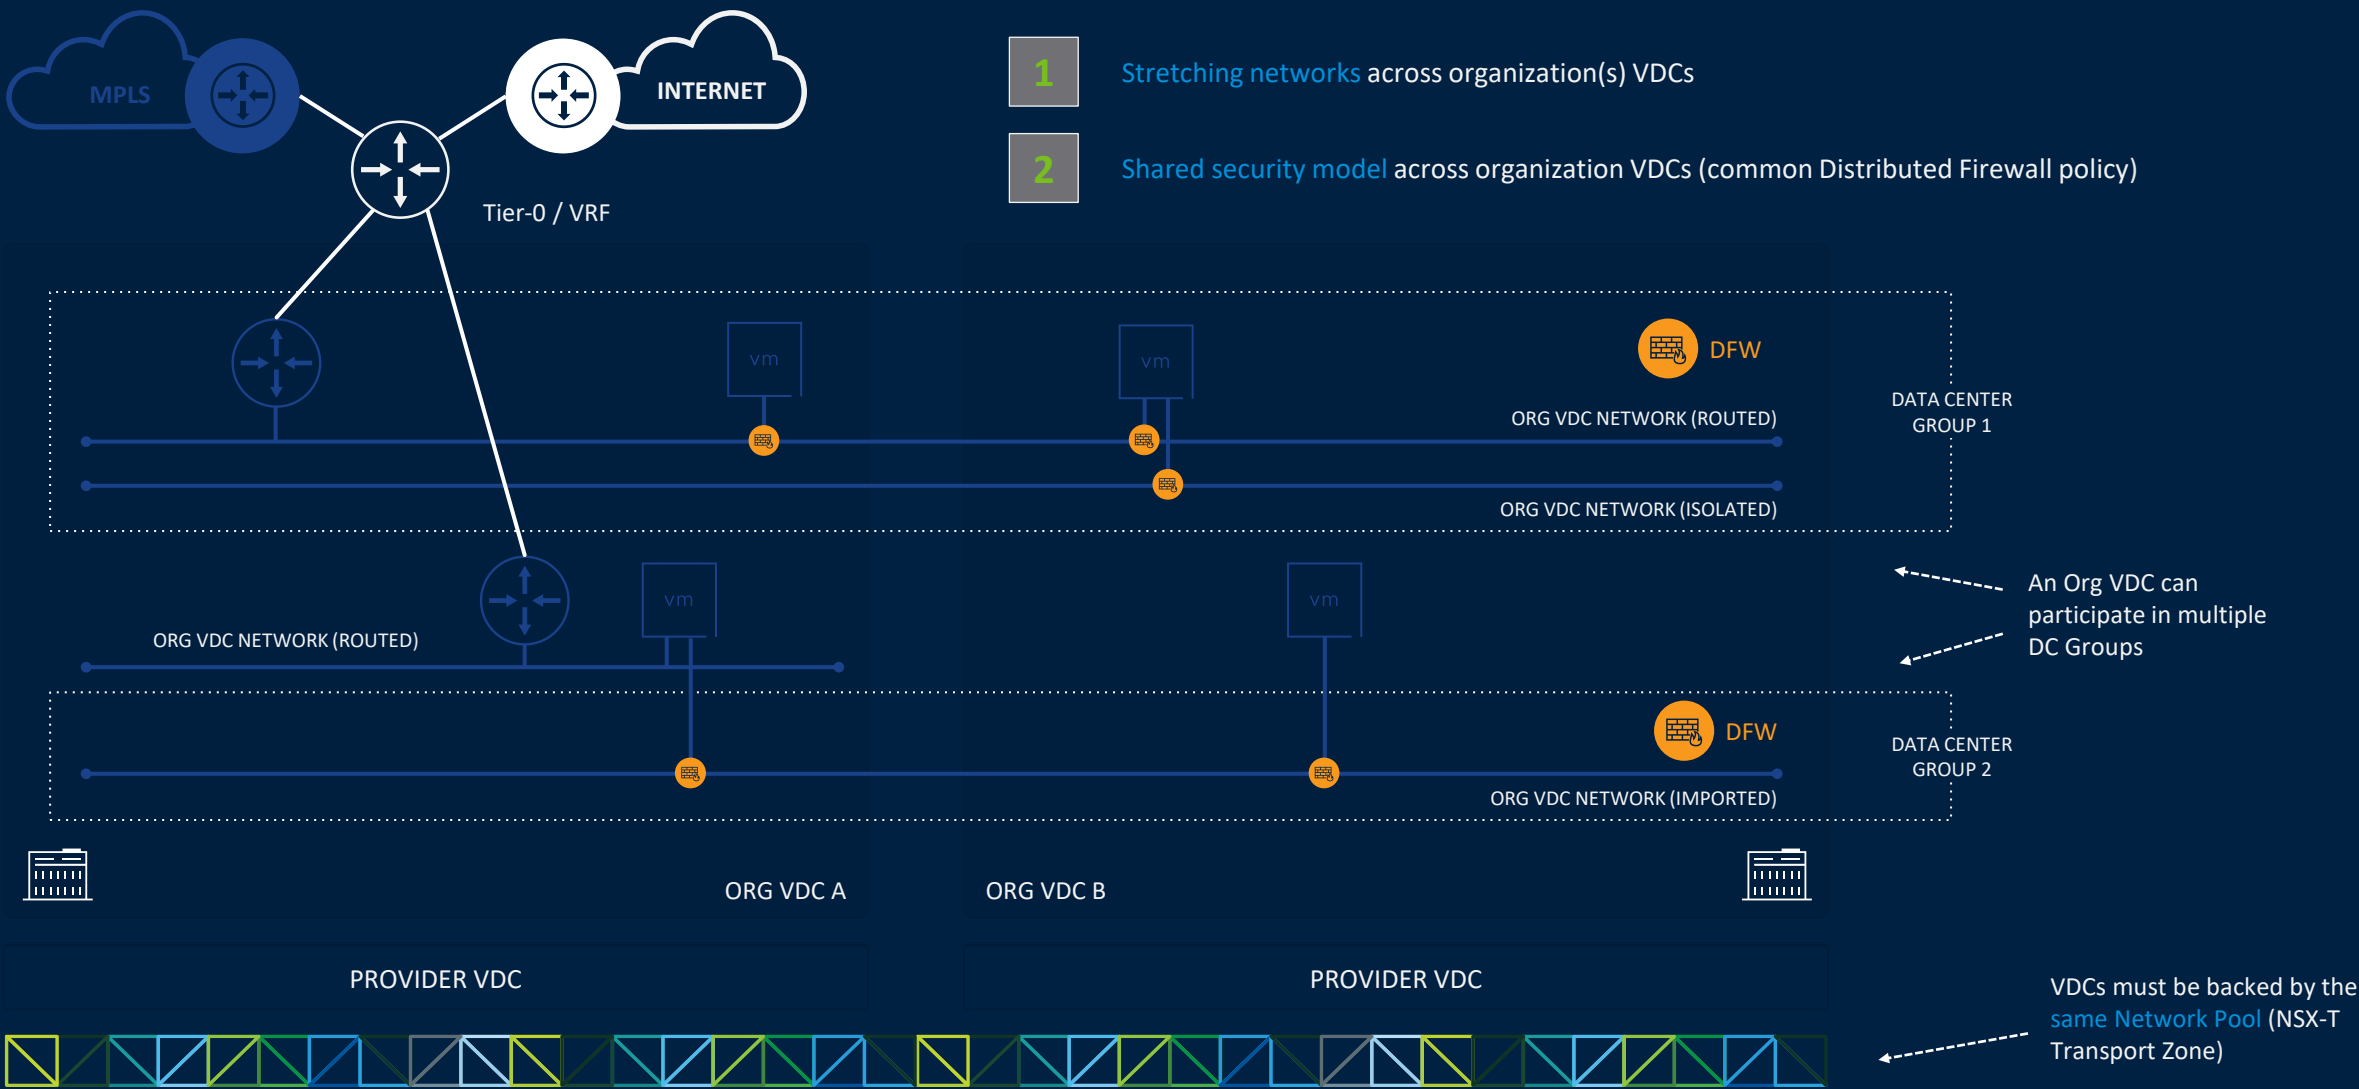 MPLS
INTERNET
Tier-0 / VRF
1
Stretching networks across organization(s) VDCs
2
Shared security model across organization VDCs (common Distributed Firewall policy)
vm
vm
DFW
ORG VDC NETWORK (ROUTED)
DATA CENTER
GROUP 1
ORG VDC NETWORK (ISOLATED)
vm
vm
ORG VDC NETWORK (ROUTED)
An Org VDC can
participate in multiple
DC Groups
DFW
DATA CENTER
GROUP 2
ORG VDC NETWORK (IMPORTED)
ORG VDC A
ORG VDC B
PROVIDER VDC
PROVIDER VDC
VDCs must be backed by the
same Network Pool (NSX-T
Transport Zone)